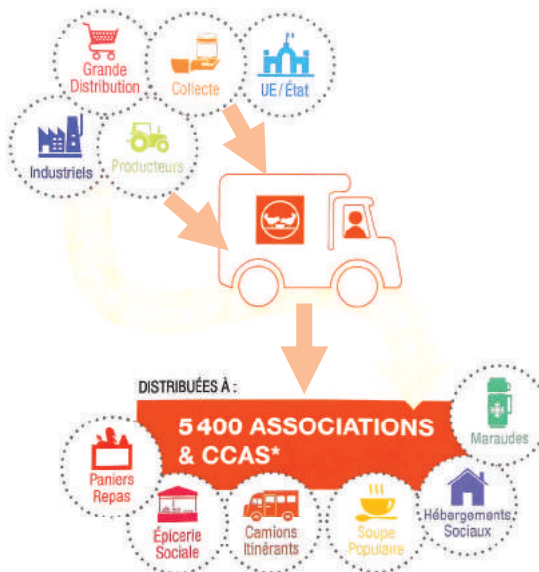 Grande
Distribution
Collecte
UE/État
Industriels
Producteurs
DISTRIBUÉES À :
5 400 ASSOCIATIONS
& CCAS*
Maraudes
Paniers
Repas
Épicerie
Sociale
Camions
Itinérants
Soupe
Populaire
Hébergements
Sociaux